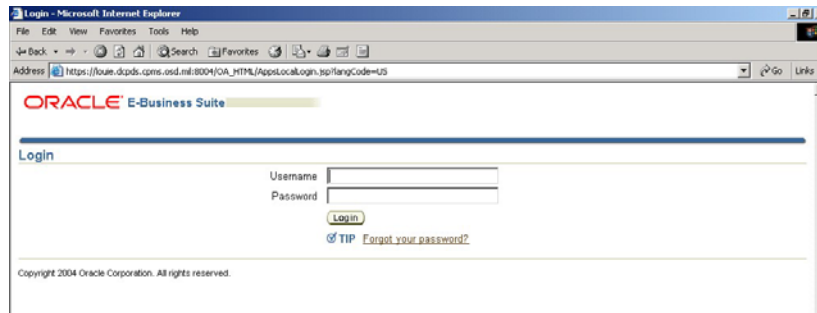 Login - Microsoft Internet Explorer
File Edit View Favorites Tools Help
Back Search Favorites
Address https://louie.dcpds.cpms.osd.mil:8004/OA_HTML/AppsLocalLogin.jsp?langCode=US Go Links
ORACLE E-Business Suite
Login
Username
Password
Login
TIP Forgot your password?
Copyright 2004 Oracle Corporation. All rights reserved.